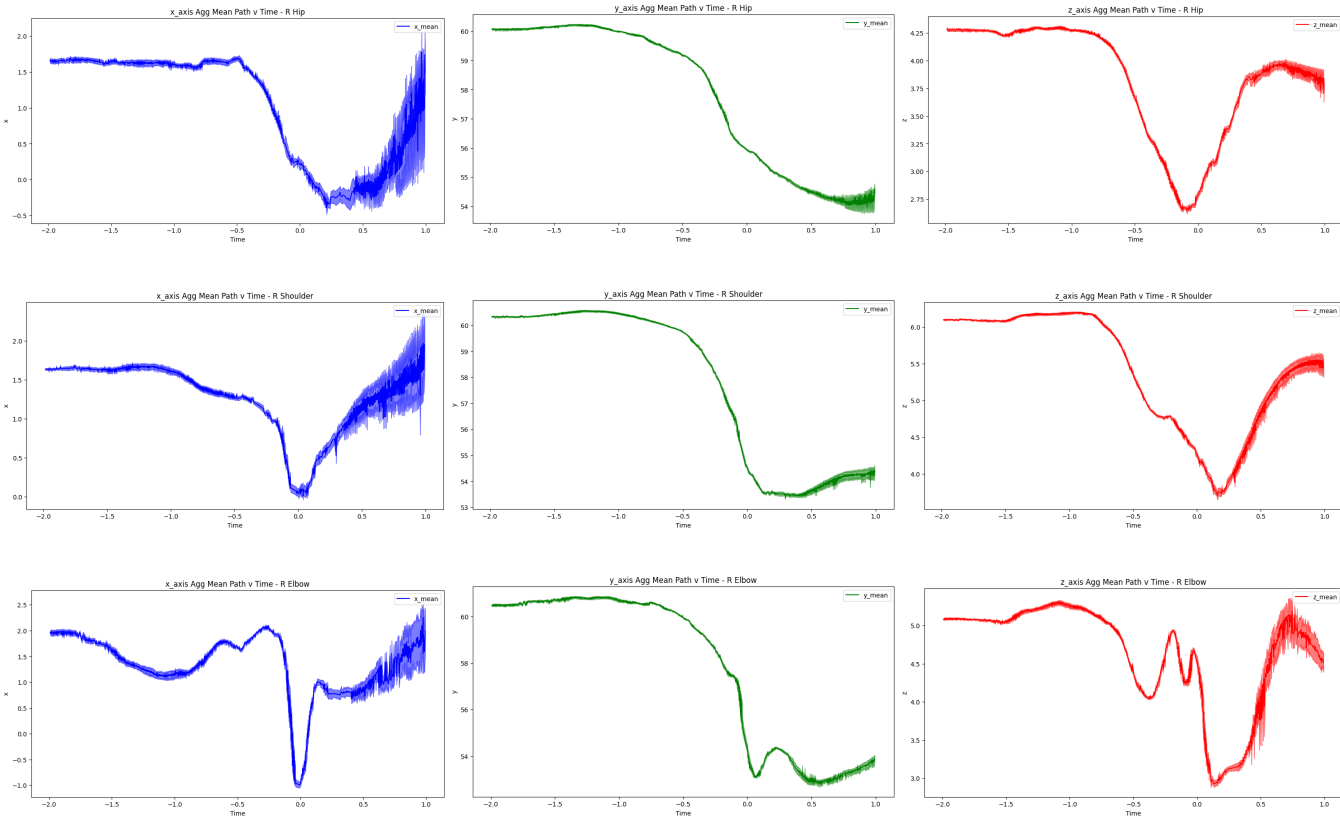 x_axis Agg Mean Path v Time - R Hip
x_mean
2.0
1.5
1.0
0.5
0.0
−0.5
x
−2.0 −1.5 −1.0 −0.5 0.0 0.5 1.0
Time
y_axis Agg Mean Path v Time - R Hip
y_mean
60
59
58
57
56
55
54
y
−2.0 −1.5 −1.0 −0.5 0.0 0.5 1.0
Time
z_axis Agg Mean Path v Time - R Hip
z_mean
4.25
4.00
3.75
3.50
3.25
3.00
2.75
z
−2.0 −1.5 −1.0 −0.5 0.0 0.5 1.0
Time
x_axis Agg Mean Path v Time - R Shoulder
x_mean
2.0
1.5
1.0
0.5
0.0
x
−2.0 −1.5 −1.0 −0.5 0.0 0.5 1.0
Time
y_axis Agg Mean Path v Time - R Shoulder
y_mean
60
59
58
57
56
55
54
53
y
−2.0 −1.5 −1.0 −0.5 0.0 0.5 1.0
Time
z_axis Agg Mean Path v Time - R Shoulder
z_mean
6.0
5.5
5.0
4.5
4.0
z
−2.0 −1.5 −1.0 −0.5 0.0 0.5 1.0
Time
x_axis Agg Mean Path v Time - R Elbow
x_mean
2.5
2.0
1.5
1.0
0.5
0.0
−0.5
−1.0
x
−2.0 −1.5 −1.0 −0.5 0.0 0.5 1.0
Time
y_axis Agg Mean Path v Time - R Elbow
y_mean
60
58
56
54
y
−2.0 −1.5 −1.0 −0.5 0.0 0.5 1.0
Time
z_axis Agg Mean Path v Time - R Elbow
z_mean
5.0
4.5
4.0
3.5
3.0
z
−2.0 −1.5 −1.0 −0.5 0.0 0.5 1.0
Time